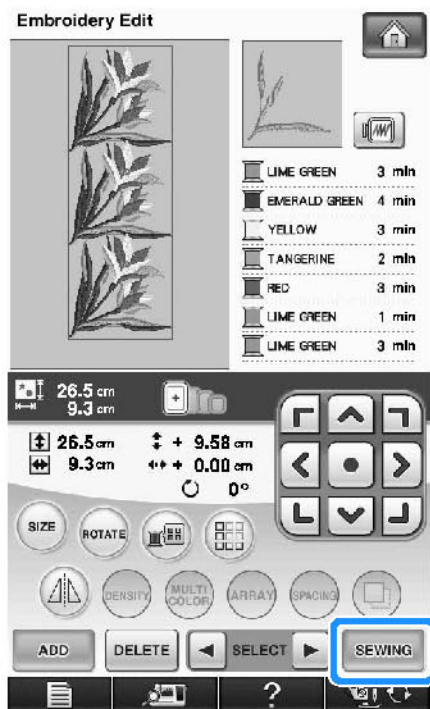 Embroidery Edit
LIME GREEN 3 min
EMERALD GREEN 4 min
YELLOW 3 min
TANGERINE 2 min
RED 3 min
LIME GREEN 1 min
LIME GREEN 3 min
26.5 cm
9.3 cm
26.5 cm + 9.58 cm
9.3 cm + 0.00 cm
0°
SIZE ROTATE
DENSITY MULTI COLOR ARRAY SPACING
ADD DELETE SELECT SEWING
?